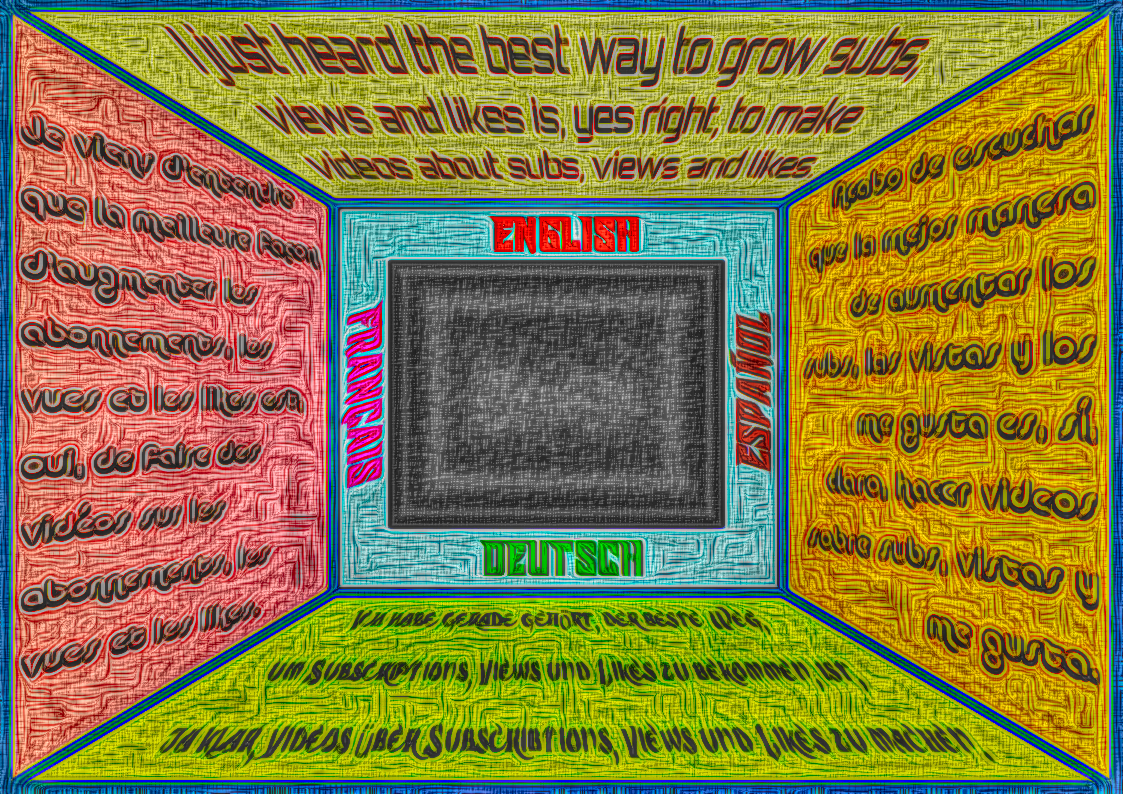 I just heard the best way to grow subs,
views and likes is, yes right, to make
videos about subs, views and likes.
ENGLISH
Je viens d'entendre
que la meilleure façon
d'augmenter les
abonnements, les
vues et les likes est,
oui, de faire des
vidéos sur les
abonnements, les
vues et les likes.
FRANÇAIS
ESPAÑOL
Acabo de escuchar
que la mejor manera
de aumentar los
subs, las vistas y los
me gusta es, sí,
claro, hacer videos
sobre subs, vistas y
me gusta.
DEUTSCH
Ich habe gerade gehört, der beste Weg,
um Subscriptions, Views und Likes zu bekommen, ist,
ja klar, Videos über Subscriptions, Views und Likes zu machen.